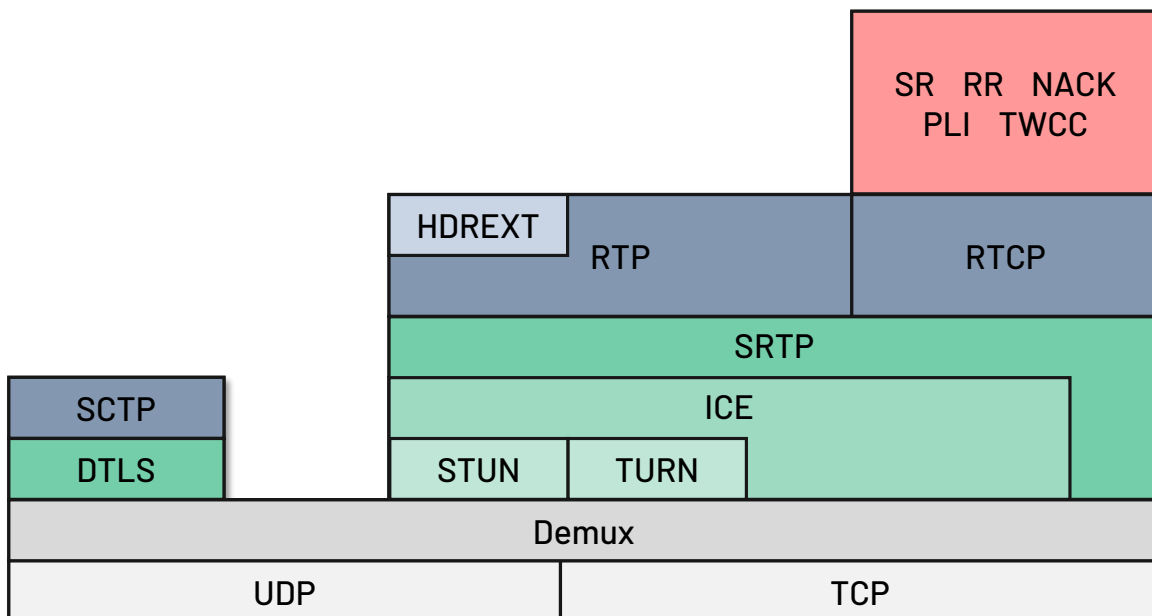 SR RR NACK
PLI TWCC
HDREXT
RTP
RTCP
SRTP
SCTP
ICE
DTLS
STUN
TURN
Demux
UDP
TCP